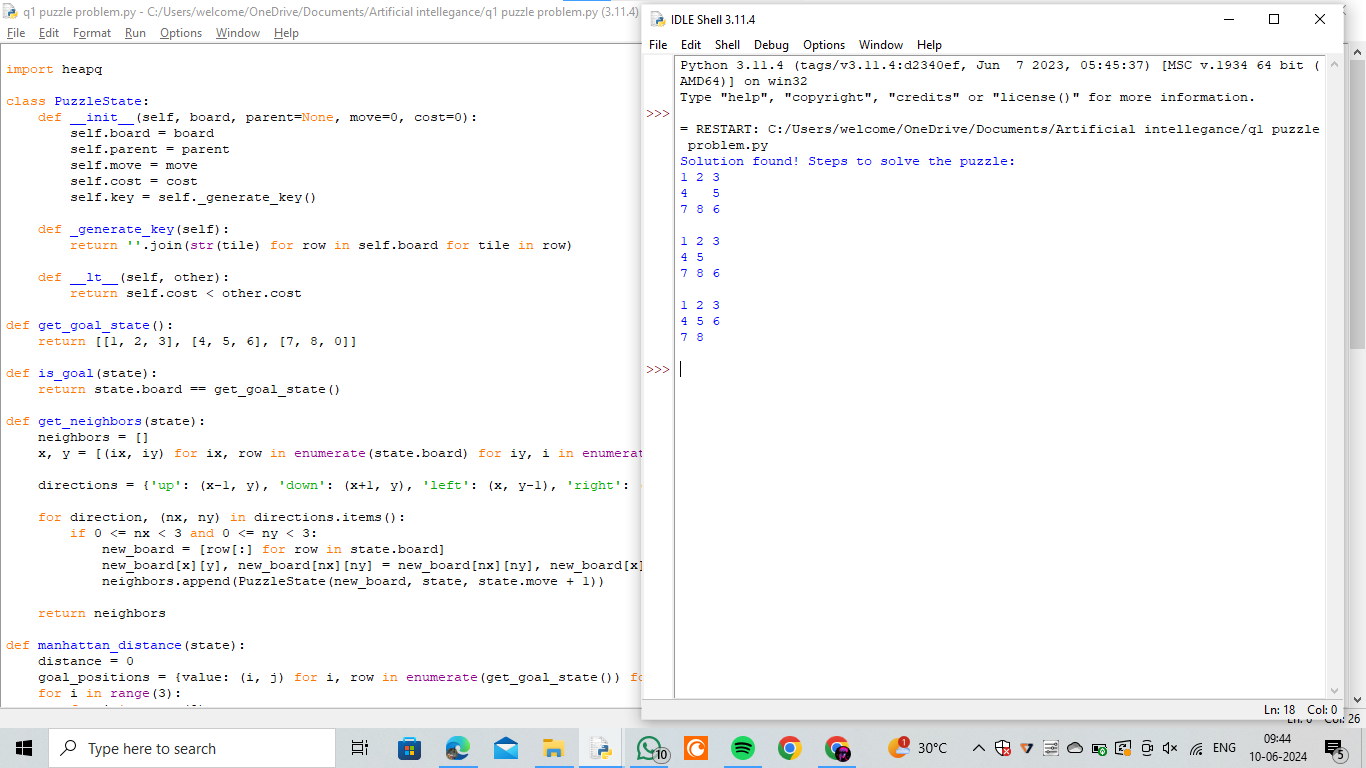 q1 puzzle problem.py - C:/Users/welcome/OneDrive/Documents/Artificial intellegance/q1 puzzle problem.py (3.11.4)
File Edit Format Run Options Window Help
import heapq
class PuzzleState:
    def __init__(self, board, parent=None, move=0, cost=0):
        self.board = board
        self.parent = parent
        self.move = move
        self.cost = cost
        self.key = self._generate_key()
    def _generate_key(self):
        return ''.join(str(tile) for row in self.board for tile in row)
    def __lt__(self, other):
        return self.cost < other.cost
def get_goal_state():
    return [[1, 2, 3], [4, 5, 6], [7, 8, 0]]
def is_goal(state):
    return state.board == get_goal_state()
def get_neighbors(state):
    neighbors = []
    x, y = [(ix, iy) for ix, row in enumerate(state.board) for iy, i in enumerat
    directions = {'up': (x-1, y), 'down': (x+1, y), 'left': (x, y-1), 'right':
    for direction, (nx, ny) in directions.items():
        if 0 <= nx < 3 and 0 <= ny < 3:
            new_board = [row[:] for row in state.board]
            new_board[x][y], new_board[nx][ny] = new_board[nx][ny], new_board[x]
            neighbors.append(PuzzleState(new_board, state, state.move + 1))
    return neighbors
def manhattan_distance(state):
    distance = 0
    goal_positions = {value: (i, j) for i, row in enumerate(get_goal_state()) fo
    for i in range(3):
IDLE Shell 3.11.4
File Edit Shell Debug Options Window Help
Python 3.11.4 (tags/v3.11.4:d2340ef, Jun  7 2023, 05:45:37) [MSC v.1934 64 bit (
AMD64)] on win32
Type "help", "copyright", "credits" or "license()" for more information.
>>>
= RESTART: C:/Users/welcome/OneDrive/Documents/Artificial intellegance/q1 puzzle
 problem.py
Solution found! Steps to solve the puzzle:
1 2 3
4   5
7 8 6
1 2 3
4 5
7 8 6
1 2 3
4 5 6
7 8
>>>
Ln: 18 Col: 0
Type here to search
10
1
30°C
ENG
09:44
10-06-2024
5